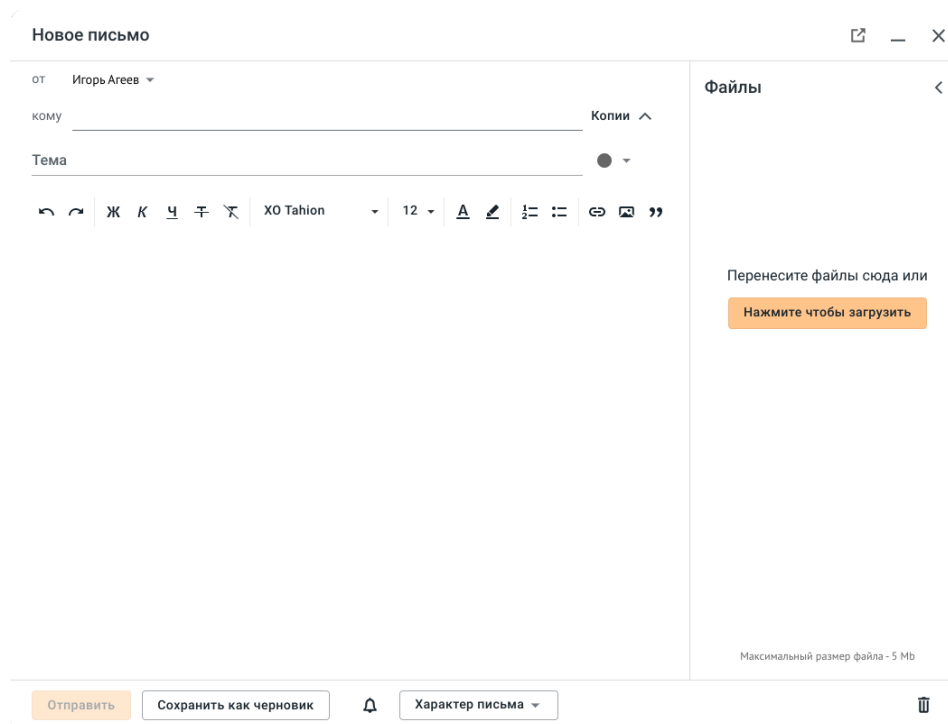 Новое письмо
от Игорь Агеев
Файлы
кому Копии
Тема
Ж К Ч Т Т XO Tahion 12 A
Перенесите файлы сюда или
Нажмите чтобы загрузить
Максимальный размер файла - 5 Mb
Отправить Сохранить как черновик Характер письма